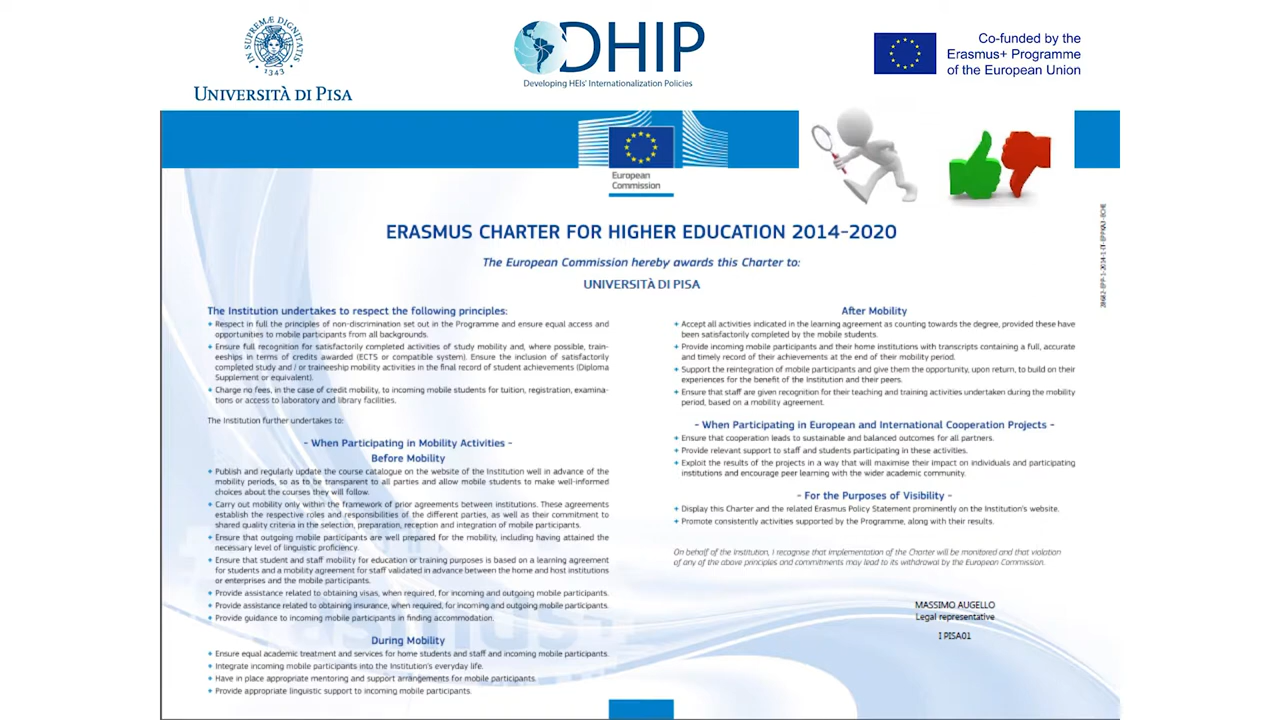 IN SUPREMÆ DIGNITATIS
1343
UNIVERSITÀ DI PISA
DHIP
Developing HEIs' Internationalization Policies
Co-funded by the
Erasmus+ Programme
of the European Union
European
Commission
ERASMUS CHARTER FOR HIGHER EDUCATION 2014-2020
The European Commission hereby awards this Charter to:
UNIVERSITÀ DI PISA
The Institution undertakes to respect the following principles:
Respect in full the principles of non-discrimination set out in the Programme and ensure equal access and
opportunities to mobile participants from all backgrounds.
Ensure full recognition for satisfactorily completed activities of study mobility and, where possible, train-
eeships in terms of credits awarded (ECTS or compatible system). Ensure the inclusion of satisfactorily
completed study and / or traineeship mobility activities in the final record of student achievements (Diploma
Supplement or equivalent).
Charge no fees, in the case of credit mobility, to incoming mobile students for tuition, registration, examina-
tions or access to laboratory and library facilities.
The Institution further undertakes to:
- When Participating in Mobility Activities -
Before Mobility
Publish and regularly update the course catalogue on the website of the Institution well in advance of the
mobility periods, so as to be transparent to all parties and allow mobile students to make well-informed
choices about the courses they will follow.
Carry out mobility only within the framework of prior agreements between institutions. These agreements
establish the respective roles and responsibilities of the different parties, as well as their commitment to
shared quality criteria in the selection, preparation, reception and integration of mobile participants.
Ensure that outgoing mobile participants are well prepared for the mobility, including having attained the
necessary level of linguistic proficiency.
Ensure that student and staff mobility for education or training purposes is based on a learning agreement
for students and a mobility agreement for staff validated in advance between the home and host institutions
or enterprises and the mobile participants.
Provide assistance related to obtaining visas, when required, for incoming and outgoing mobile participants.
Provide assistance related to obtaining insurance, when required, for incoming and outgoing mobile participants.
Provide guidance to incoming mobile participants in finding accommodation.
During Mobility
Ensure equal academic treatment and services for home students and staff and incoming mobile participants.
Integrate incoming mobile participants into the Institution's everyday life.
Have in place appropriate mentoring and support arrangements for mobile participants.
Provide appropriate linguistic support to incoming mobile participants.
After Mobility
Accept all activities indicated in the learning agreement as counting towards the degree, provided these have
been satisfactorily completed by the mobile students.
Provide incoming mobile participants and their home institutions with transcripts containing a full, accurate
and timely record of their achievements at the end of their mobility period.
Support the reintegration of mobile participants and give them the opportunity, upon return, to build on their
experiences for the benefit of the Institution and their peers.
Ensure that staff are given recognition for their teaching and training activities undertaken during the mobility
period, based on a mobility agreement.
- When Participating in European and International Cooperation Projects -
Ensure that cooperation leads to sustainable and balanced outcomes for all partners.
Provide relevant support to staff and students participating in these activities.
Exploit the results of the projects in a way that will maximise their impact on individuals and participating
institutions and encourage peer learning with the wider academic community.
- For the Purposes of Visibility -
Display this Charter and the related Erasmus Policy Statement prominently on the Institution's website.
Promote consistently activities supported by the Programme, along with their results.
On behalf of the Institution, I recognise that implementation of the Charter will be monitored and that violation
of any of the above principles and commitments may lead to its withdrawal by the European Commission.
MASSIMO AUGELLO
Legal representative
I PISA01